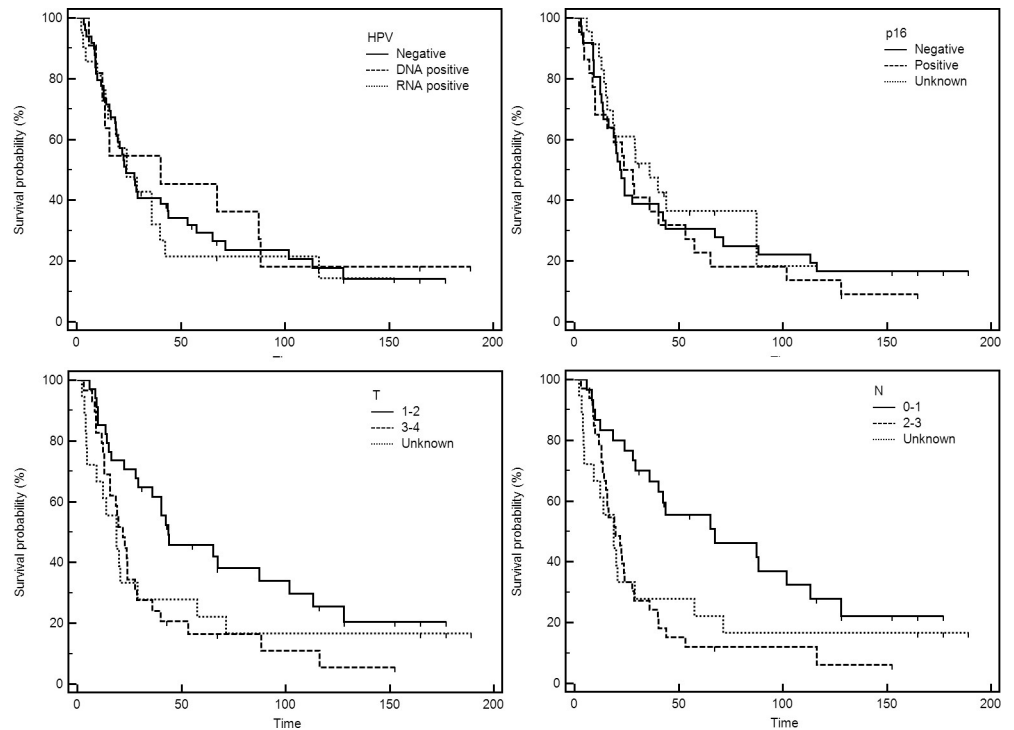 HPV
Negative
DNA positive
RNA positive
Survival probability (%)
100
80
60
40
20
0
0 50 100 150 200
p16
Negative
Positive
Unknown
Survival probability (%)
100
80
60
40
20
0
0 50 100 150 200
T
1-2
3-4
Unknown
Survival probability (%)
100
80
60
40
20
0
0 50 100 150 200
Time
N
0-1
2-3
Unknown
Survival probability (%)
100
80
60
40
20
0
0 50 100 150 200
Time